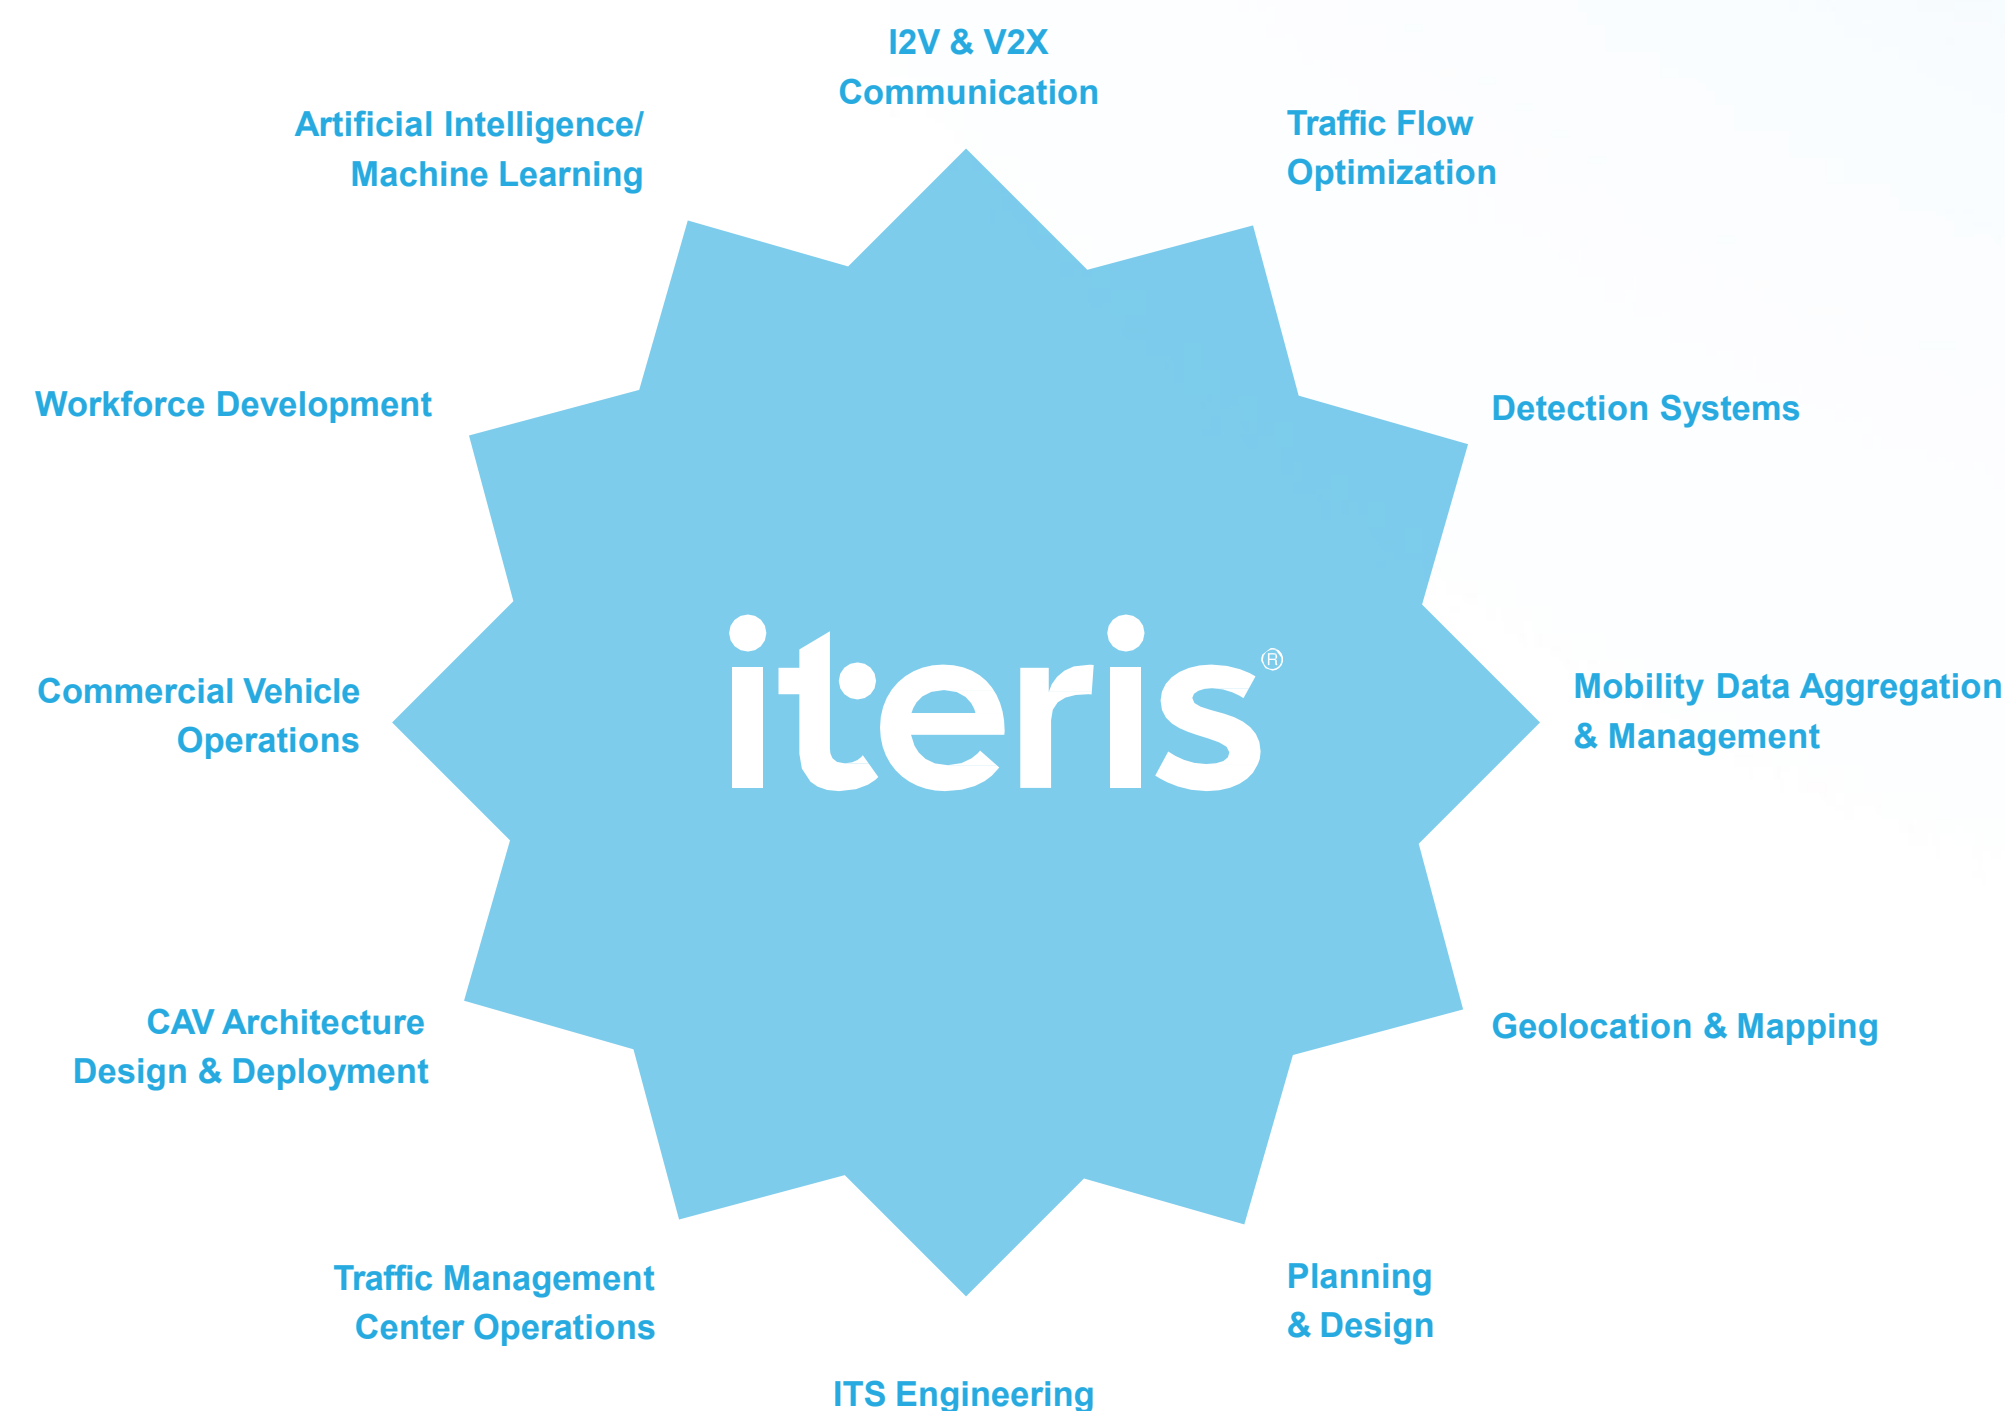 I2V & V2X
Communication
Artificial Intelligence/
Machine Learning
Traffic Flow
Optimization
Workforce Development
Detection Systems
iteris®
Commercial Vehicle
Operations
Mobility Data Aggregation
& Management
CAV Architecture
Design & Deployment
Geolocation & Mapping
Traffic Management
Center Operations
Planning
& Design
ITS Engineering